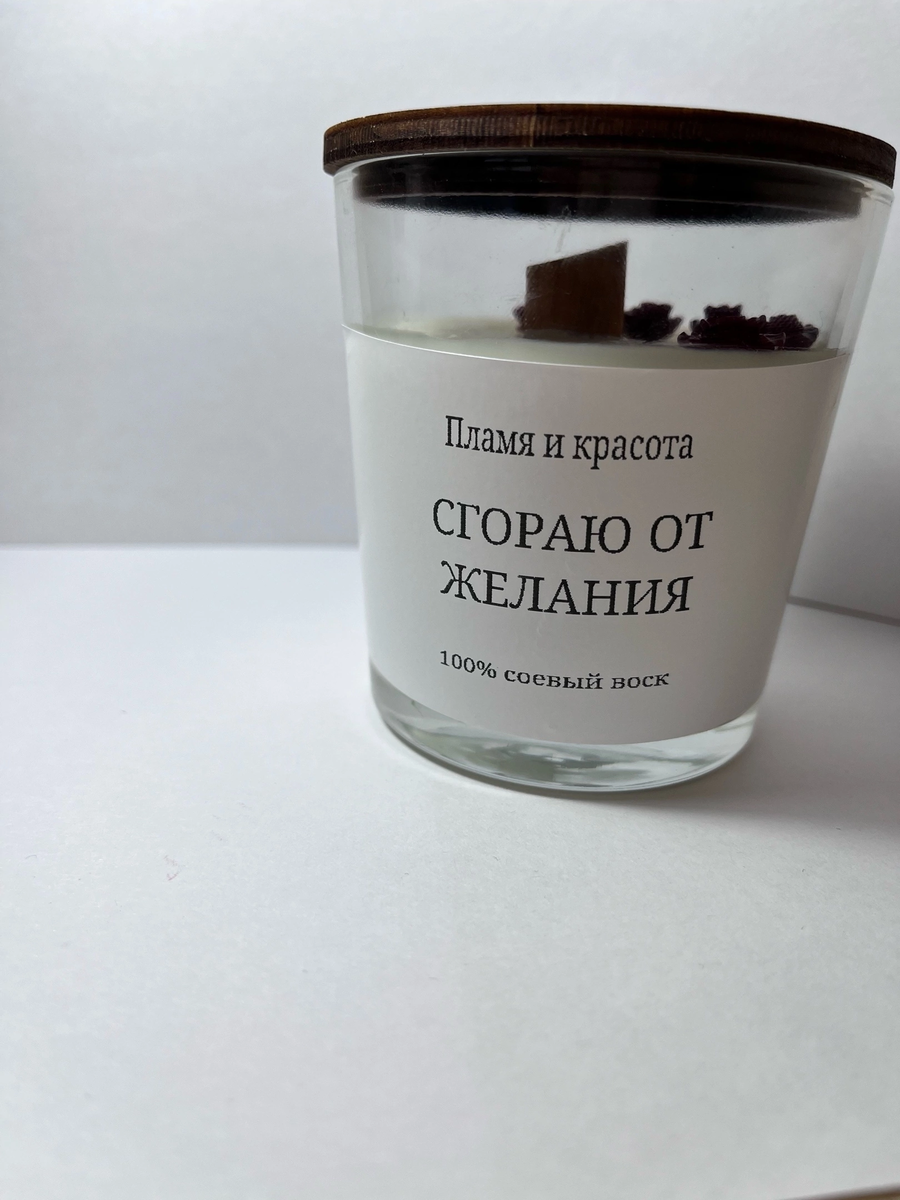 Пламя и красота
СГОРАЮ ОТ
ЖЕЛАНИЯ
100% соевый воск